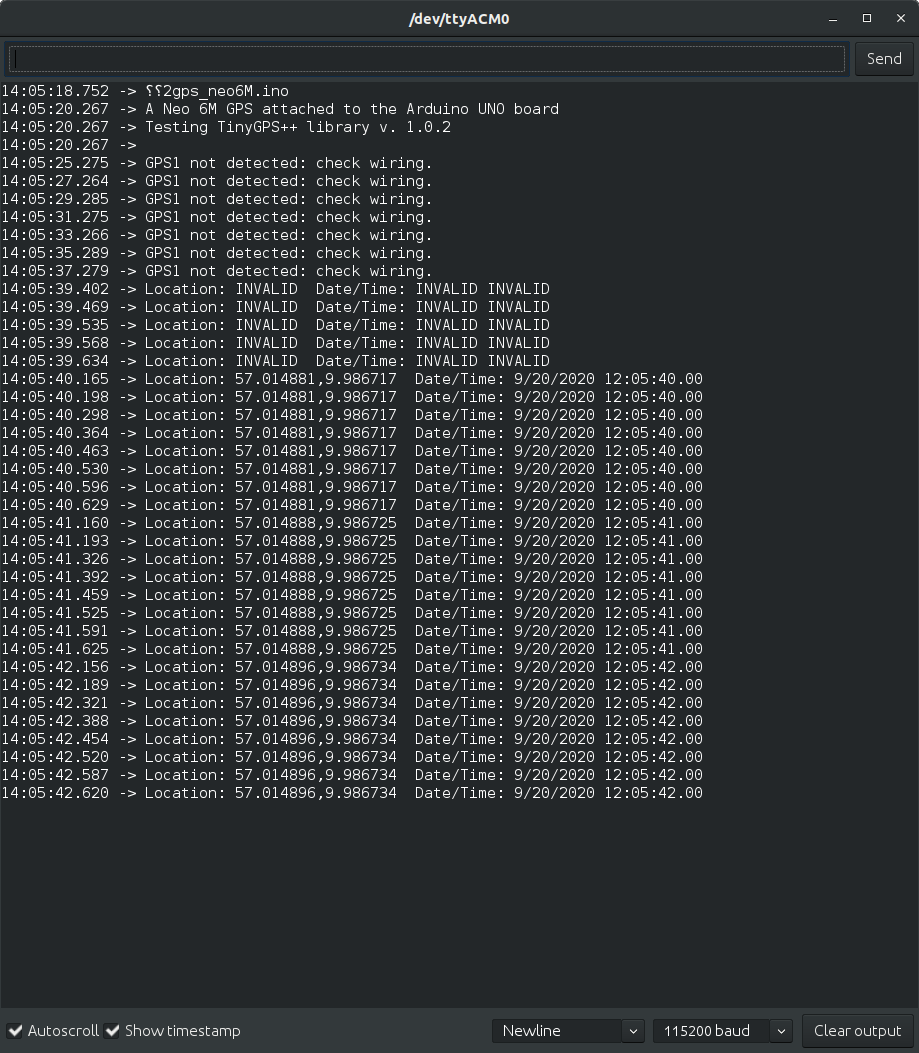 /dev/ttyACM0
Send
14:05:18.752 -> ⸮⸮2gps_neo6M.ino
14:05:20.267 -> A Neo 6M GPS attached to the Arduino UNO board
14:05:20.267 -> Testing TinyGPS++ library v. 1.0.2
14:05:20.267 ->
14:05:25.275 -> GPS1 not detected: check wiring.
14:05:27.264 -> GPS1 not detected: check wiring.
14:05:29.285 -> GPS1 not detected: check wiring.
14:05:31.275 -> GPS1 not detected: check wiring.
14:05:33.266 -> GPS1 not detected: check wiring.
14:05:35.289 -> GPS1 not detected: check wiring.
14:05:37.279 -> GPS1 not detected: check wiring.
14:05:39.402 -> Location: INVALID  Date/Time: INVALID INVALID
14:05:39.469 -> Location: INVALID  Date/Time: INVALID INVALID
14:05:39.535 -> Location: INVALID  Date/Time: INVALID INVALID
14:05:39.568 -> Location: INVALID  Date/Time: INVALID INVALID
14:05:39.634 -> Location: INVALID  Date/Time: INVALID INVALID
14:05:40.165 -> Location: 57.014881,9.986717  Date/Time: 9/20/2020 12:05:40.00
14:05:40.198 -> Location: 57.014881,9.986717  Date/Time: 9/20/2020 12:05:40.00
14:05:40.298 -> Location: 57.014881,9.986717  Date/Time: 9/20/2020 12:05:40.00
14:05:40.364 -> Location: 57.014881,9.986717  Date/Time: 9/20/2020 12:05:40.00
14:05:40.463 -> Location: 57.014881,9.986717  Date/Time: 9/20/2020 12:05:40.00
14:05:40.530 -> Location: 57.014881,9.986717  Date/Time: 9/20/2020 12:05:40.00
14:05:40.596 -> Location: 57.014881,9.986717  Date/Time: 9/20/2020 12:05:40.00
14:05:40.629 -> Location: 57.014881,9.986717  Date/Time: 9/20/2020 12:05:40.00
14:05:41.160 -> Location: 57.014888,9.986725  Date/Time: 9/20/2020 12:05:41.00
14:05:41.193 -> Location: 57.014888,9.986725  Date/Time: 9/20/2020 12:05:41.00
14:05:41.326 -> Location: 57.014888,9.986725  Date/Time: 9/20/2020 12:05:41.00
14:05:41.392 -> Location: 57.014888,9.986725  Date/Time: 9/20/2020 12:05:41.00
14:05:41.459 -> Location: 57.014888,9.986725  Date/Time: 9/20/2020 12:05:41.00
14:05:41.525 -> Location: 57.014888,9.986725  Date/Time: 9/20/2020 12:05:41.00
14:05:41.591 -> Location: 57.014888,9.986725  Date/Time: 9/20/2020 12:05:41.00
14:05:41.625 -> Location: 57.014888,9.986725  Date/Time: 9/20/2020 12:05:41.00
14:05:42.156 -> Location: 57.014896,9.986734  Date/Time: 9/20/2020 12:05:42.00
14:05:42.189 -> Location: 57.014896,9.986734  Date/Time: 9/20/2020 12:05:42.00
14:05:42.321 -> Location: 57.014896,9.986734  Date/Time: 9/20/2020 12:05:42.00
14:05:42.388 -> Location: 57.014896,9.986734  Date/Time: 9/20/2020 12:05:42.00
14:05:42.454 -> Location: 57.014896,9.986734  Date/Time: 9/20/2020 12:05:42.00
14:05:42.520 -> Location: 57.014896,9.986734  Date/Time: 9/20/2020 12:05:42.00
14:05:42.587 -> Location: 57.014896,9.986734  Date/Time: 9/20/2020 12:05:42.00
14:05:42.620 -> Location: 57.014896,9.986734  Date/Time: 9/20/2020 12:05:42.00
Autoscroll Show timestamp Newline 115200 baud Clear output